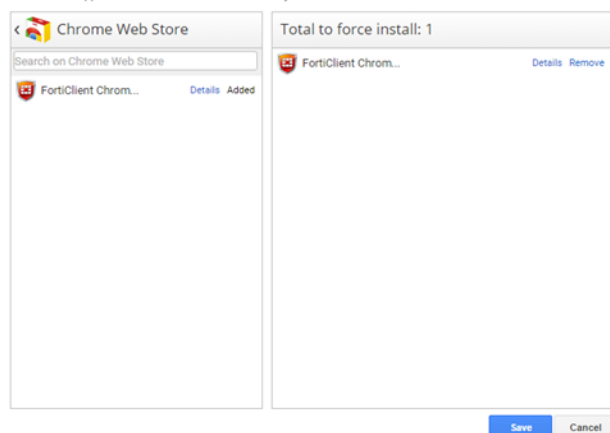 Chrome Web Store
Search on Chrome Web Store
FortiClient Chrom... Details Added
Total to force install: 1
FortiClient Chrom... Details Remove
Save Cancel